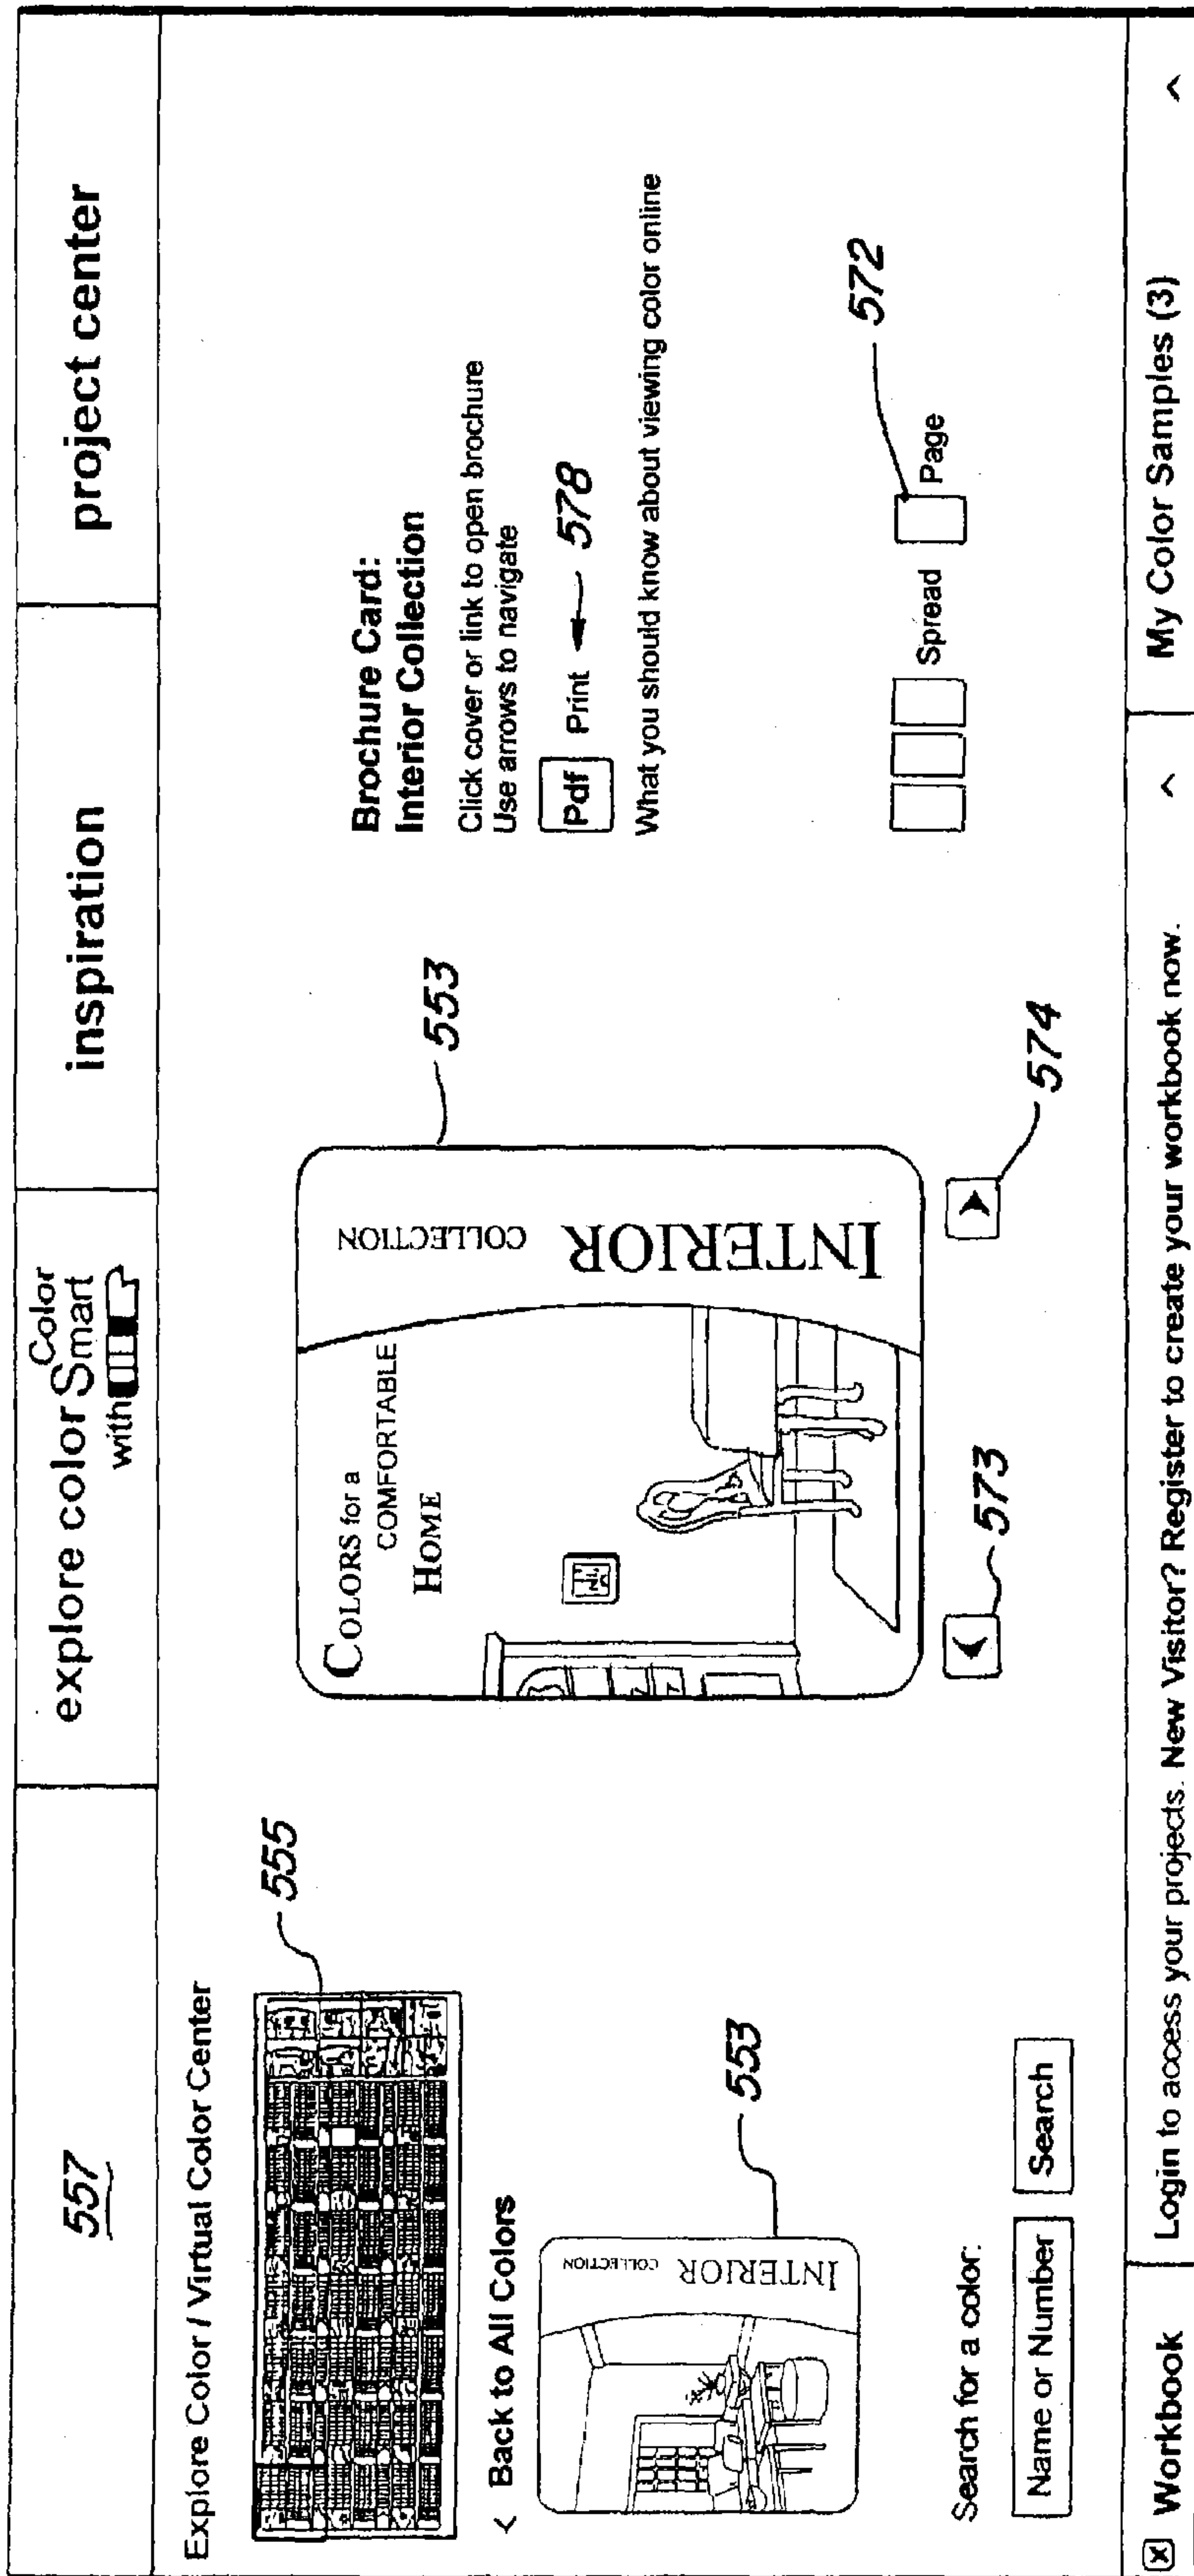 557
explore color Color Smart
with
inspiration
project center
Explore Color / Virtual Color Center
555
< Back to All Colors
INTERIOR COLLECTION
553
Search for a color:
Name or Number
Search
COLORS for a
COMFORTABLE
HOME
INTERIOR
COLLECTION
553
573
574
Brochure Card:
Interior Collection
Click cover or link to open brochure
Use arrows to navigate
Pdf Print 578
What you should know about viewing color online
Spread Page
572
x Workbook
Login to access your projects. New Visitor? Register to create your workbook now. ^
My Color Samples (3) ^